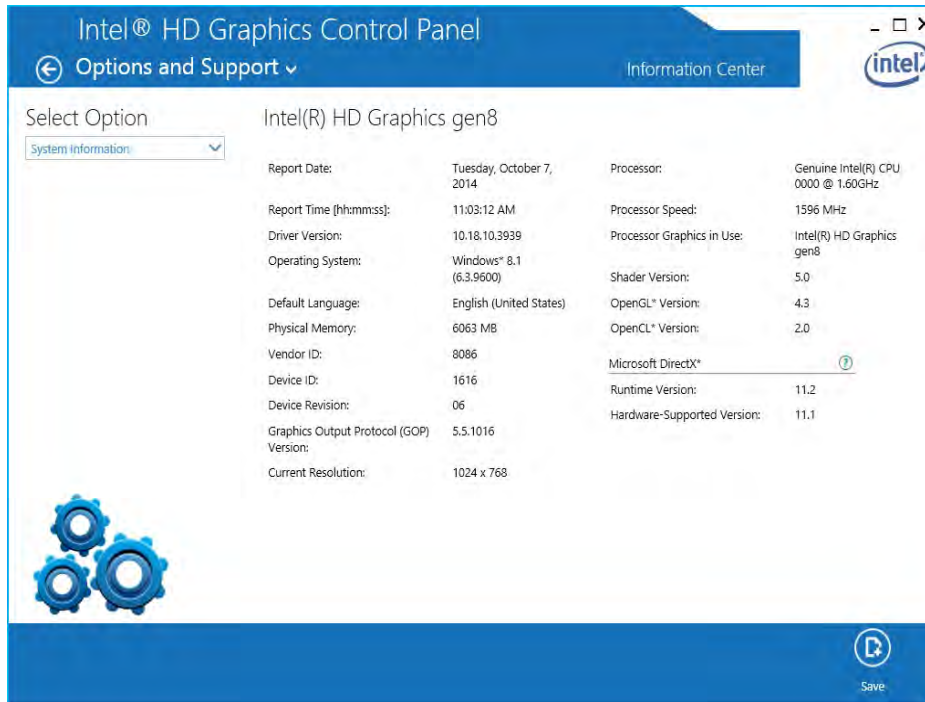 Intel® HD Graphics Control Panel
Options and Support
Information Center
intel
Select Option
System Information
Intel(R) HD Graphics gen8
Report Date: Tuesday, October 7,
2014
Report Time [hh:mm:ss]: 11:03:12 AM
Driver Version: 10.18.10.3939
Operating System: Windows* 8.1
(6.3.9600)
Default Language: English (United States)
Physical Memory: 6063 MB
Vendor ID: 8086
Device ID: 1616
Device Revision: 06
Graphics Output Protocol (GOP) 5.5.1016
Version:
Current Resolution: 1024 x 768
Processor: Genuine Intel(R) CPU
0000 @ 1.60GHz
Processor Speed: 1596 MHz
Processor Graphics in Use: Intel(R) HD Graphics
gen8
Shader Version: 5.0
OpenGL* Version: 4.3
OpenCL* Version: 2.0
Microsoft DirectX* ?
Runtime Version: 11.2
Hardware-Supported Version: 11.1
Save